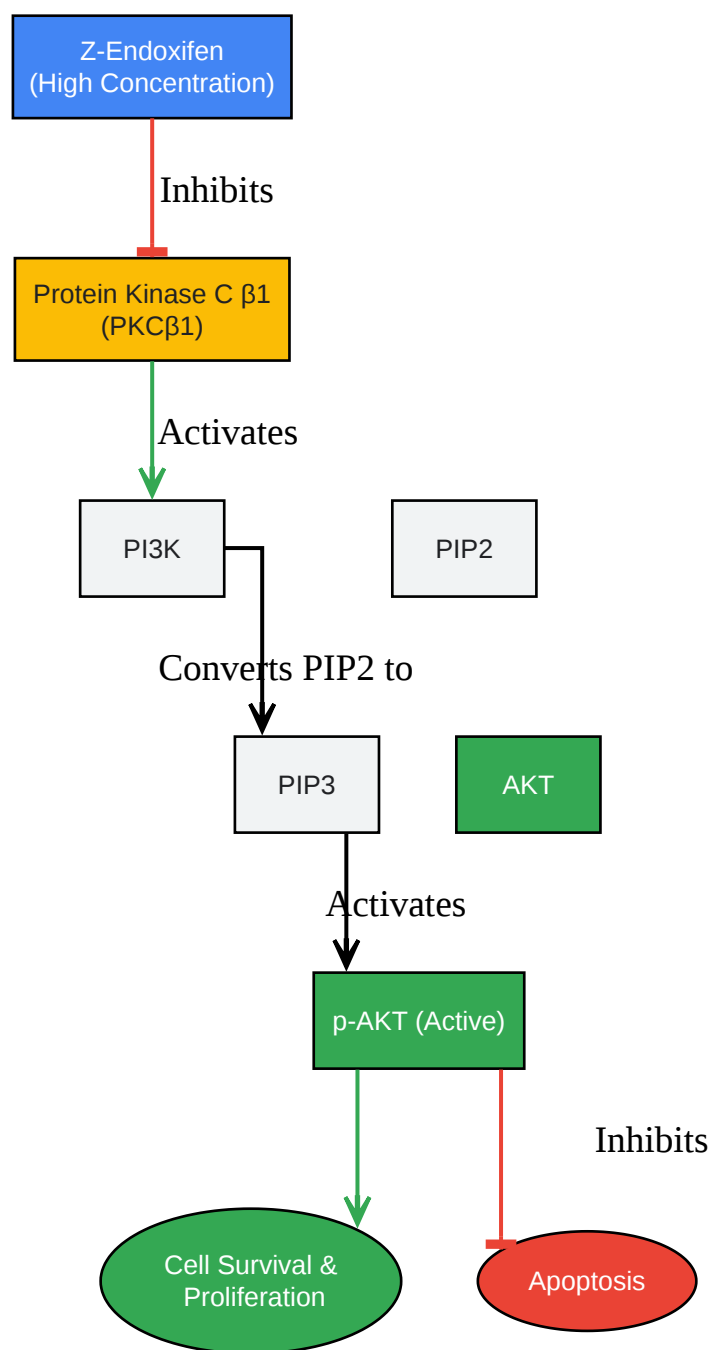 Z-Endoxifen
(High Concentration)
Inhibits
Protein Kinase C β1
(PKCβ1)
Activates
PI3K
PIP2
Converts PIP2 to
PIP3
AKT
Activates
p-AKT (Active)
Inhibits
Cell Survival &
Proliferation
Apoptosis